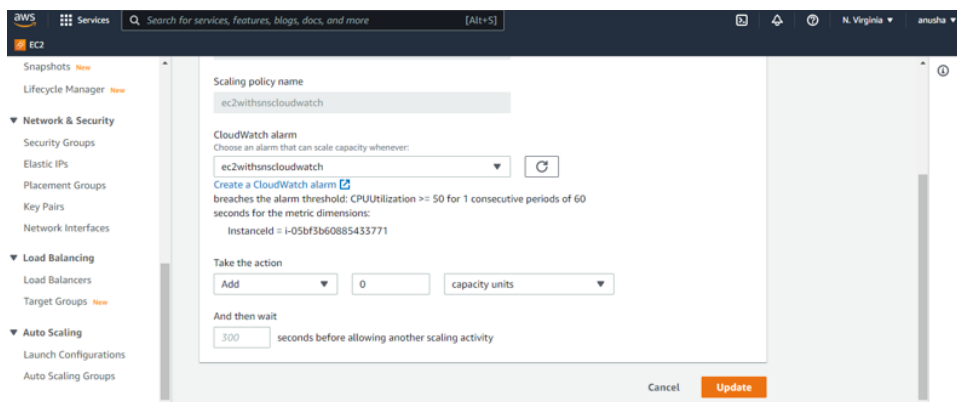 aws
Services
Search for services, features, blogs, docs, and more
[Alt+S]
N. Virginia
anusha
EC2
Snapshots New
Lifecycle Manager New
Network & Security
Security Groups
Elastic IPs
Placement Groups
Key Pairs
Network Interfaces
Load Balancing
Load Balancers
Target Groups New
Auto Scaling
Launch Configurations
Auto Scaling Groups
Scaling policy name
ec2withsnscloudwatch
CloudWatch alarm
Choose an alarm that can scale capacity whenever:
ec2withsnscloudwatch
Create a CloudWatch alarm
breaches the alarm threshold: CPUUtilization >= 50 for 1 consecutive periods of 60
seconds for the metric dimensions:
InstanceId = i-05bf3b60885433771
Take the action
Add
0
capacity units
And then wait
300 seconds before allowing another scaling activity
Cancel
Update